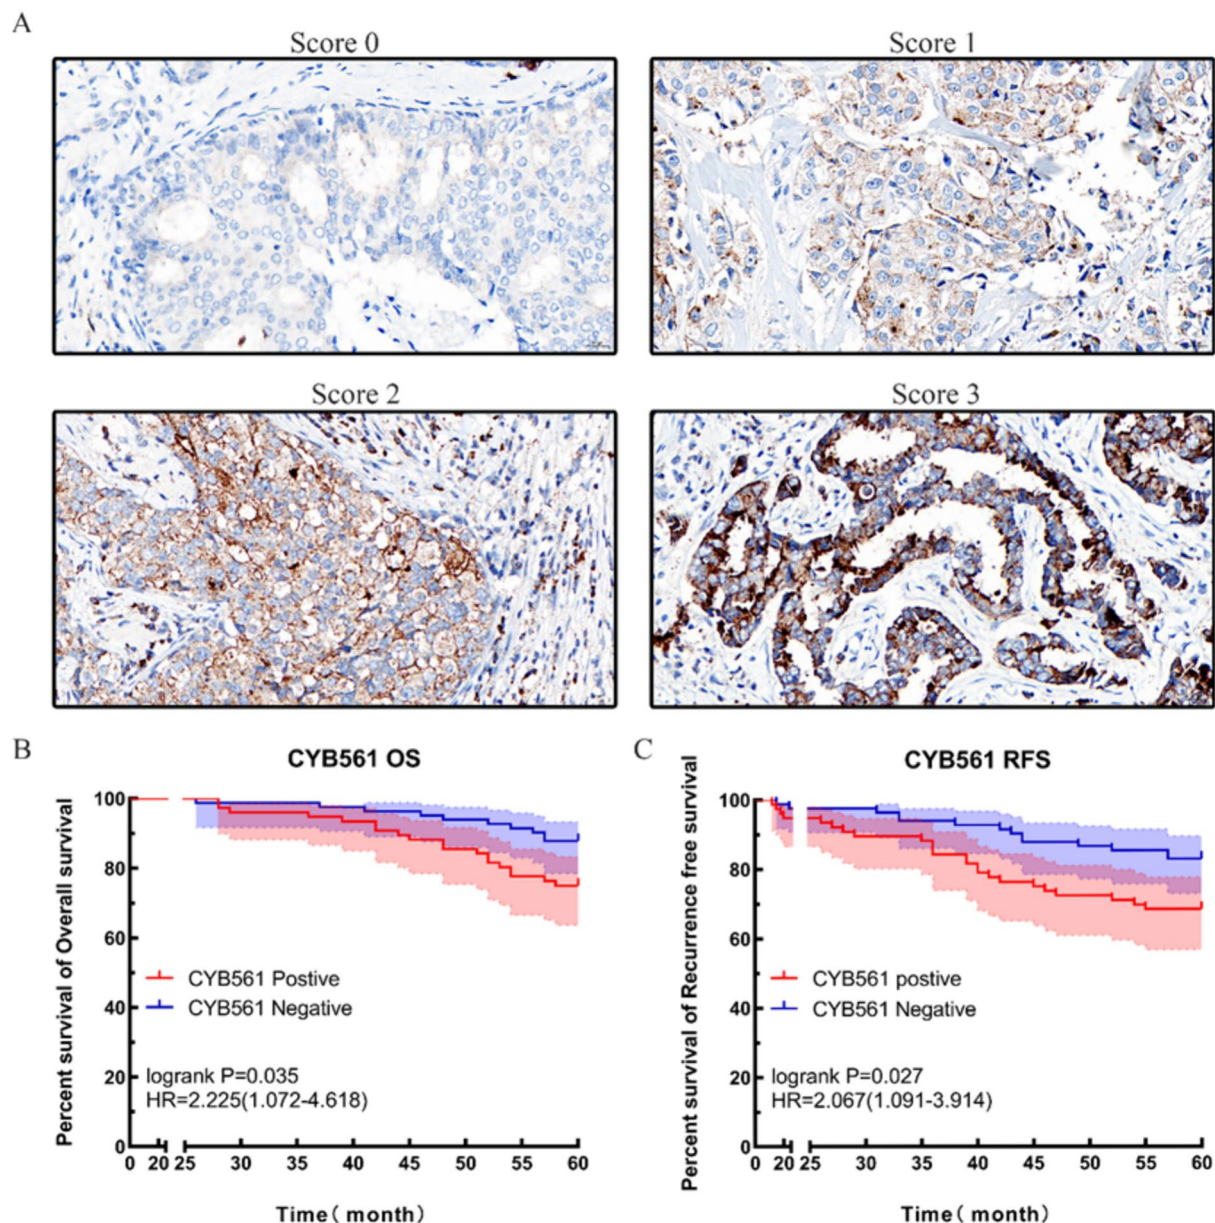 A
Score 0
Score 1
Score 2
Score 3
B
CYB561 OS
Percent survival of Overall survival
100
80
60
40
20
0
CYB561 Postive
CYB561 Negative
logrank P=0.035
HR=2.225(1.072-4.618)
0 20 25 30 35 40 45 50 55 60
Time( month)
C
CYB561 RFS
Percent survival of Recurrence free survival
100
80
60
40
20
0
CYB561 postive
CYB561 Negative
logrank P=0.027
HR=2.067(1.091-3.914)
0 20 25 30 35 40 45 50 55 60
Time( month)